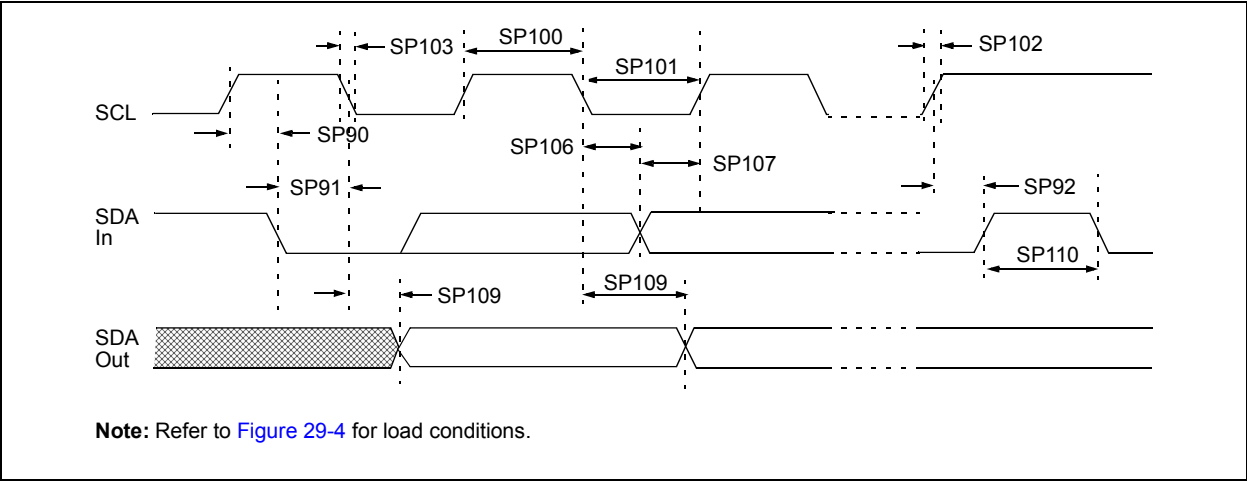 SP103
SP100
SP102
SP101
SCL
SP90
SP106
SP107
SP91
SP92
SDA
In
SP110
SP109
SP109
SDA
Out
Note: Refer to Figure 29-4 for load conditions.